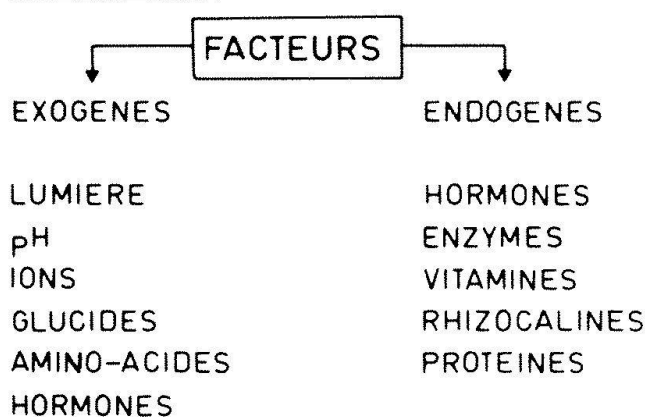 FACTEURS
EXOGENES
LUMIERE
pH
IONS
GLUCIDES
AMINO-ACIDES
HORMONES
ENDOGENES
HORMONES
ENZYMES
VITAMINES
RHIZOCALINES
PROTEINES